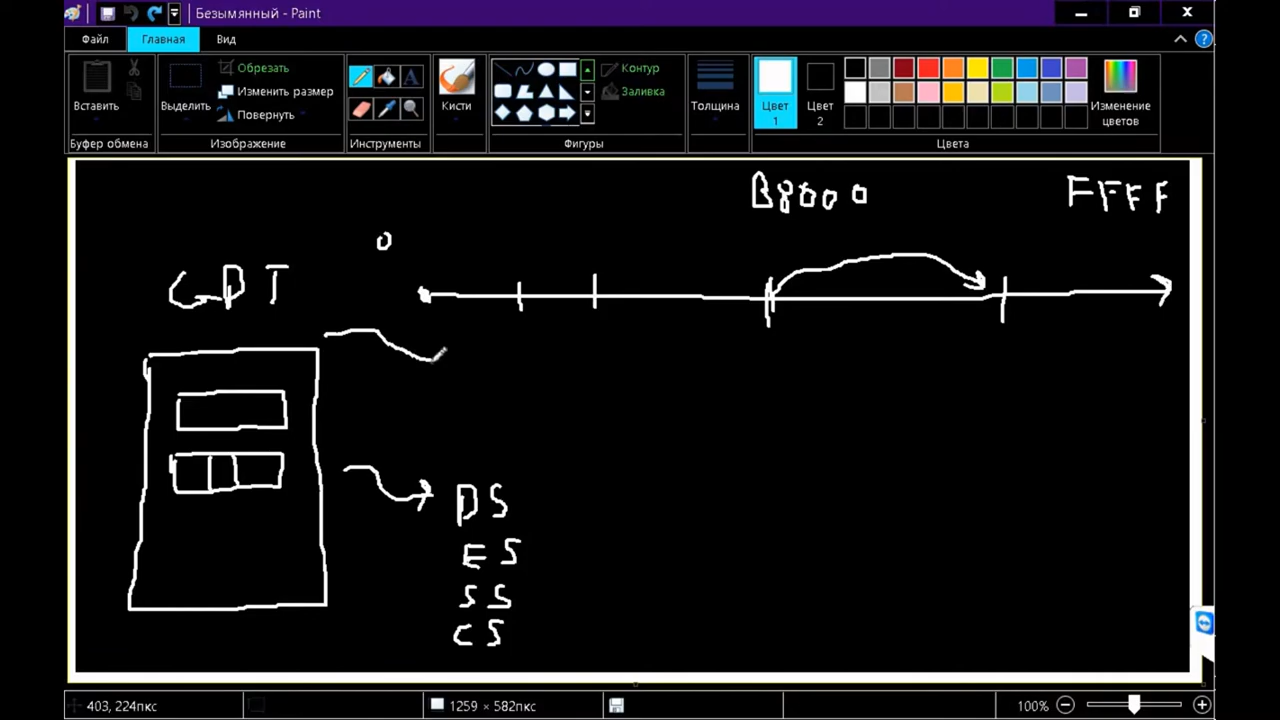 Безымянный - Paint
Файл Главная Вид
Вставить
Выделить
Обрезать
Изменить размер
Повернуть
Кисти
Контур
Заливка
Толщина
Цвет 1
Цвет 2
Изменение цветов
Буфер обмена Изображение Инструменты Фигуры Цвета
B8000 FFFF
0
GDT
DS
ES
SS
CS
403, 224пкс 1259 × 582пкс 100%